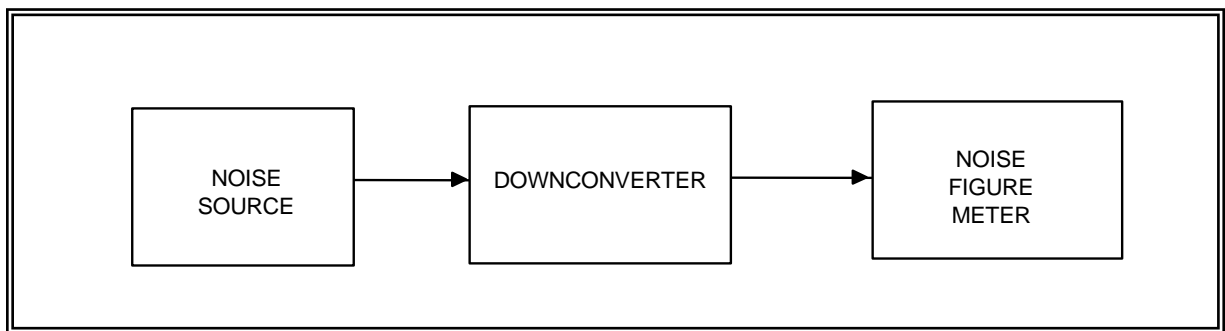 NOISE
SOURCE
DOWNCONVERTER
NOISE
FIGURE
METER